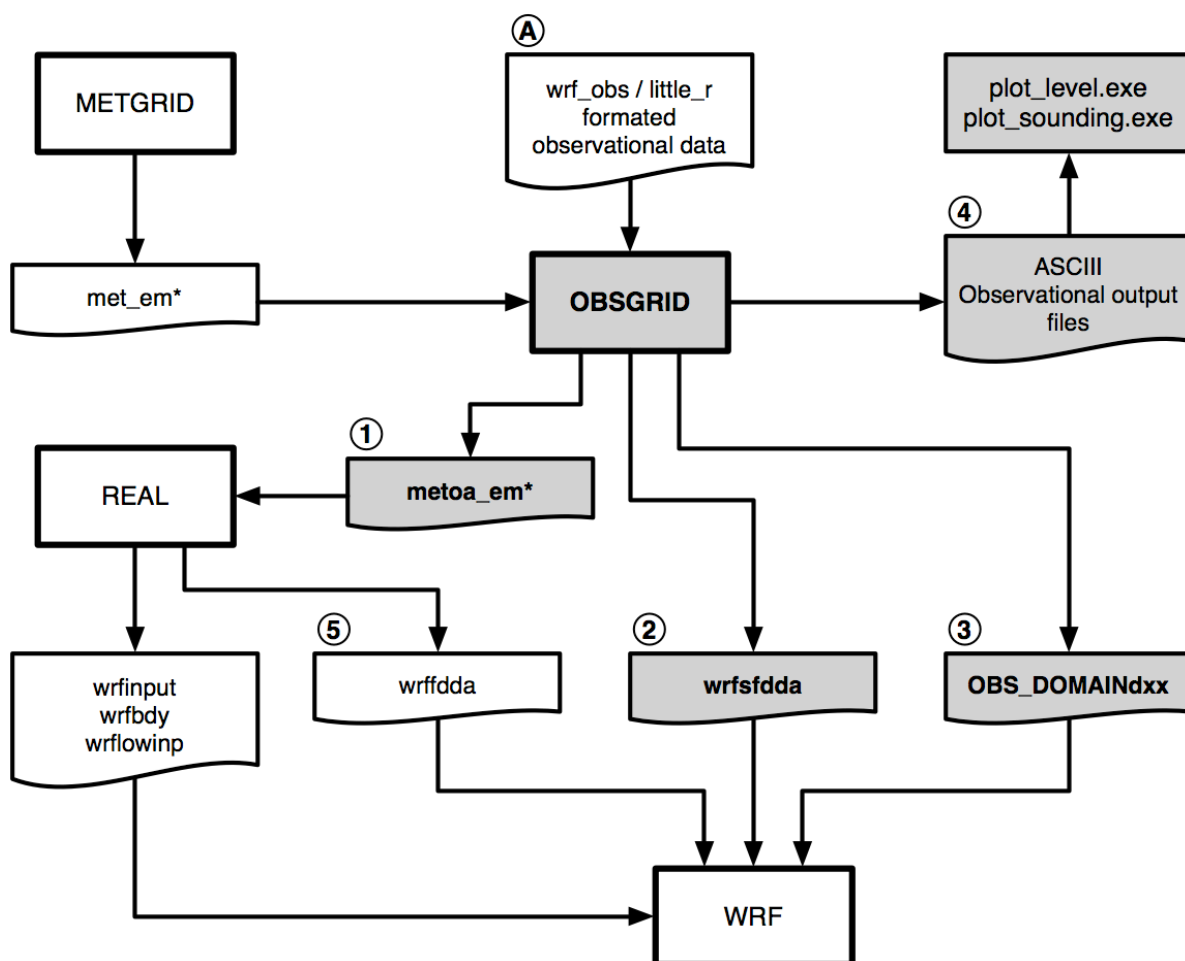 A
METGRID
wrf_obs / little_r
formated
observational data
plot_level.exe
plot_sounding.exe
4
met_em*
OBSGRID
ASCIII
Observational output
files
1
REAL
metoa_em*
5
2
3
wrfinput
wrfbdy
wrflowinp
wrffdda
wrfsfdda
OBS_DOMAINdxx
WRF